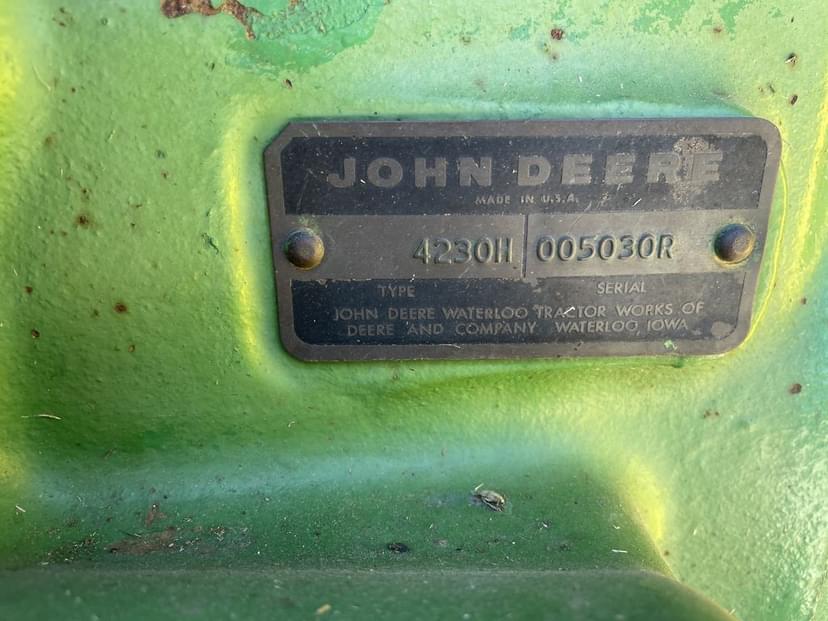 JOHN DEERE
MADE IN U.S.A.
4230H 005030R
TYPE SERIAL
JOHN DEERE WATERLOO TRACTOR WORKS OF
DEERE AND COMPANY WATERLOO, IOWA